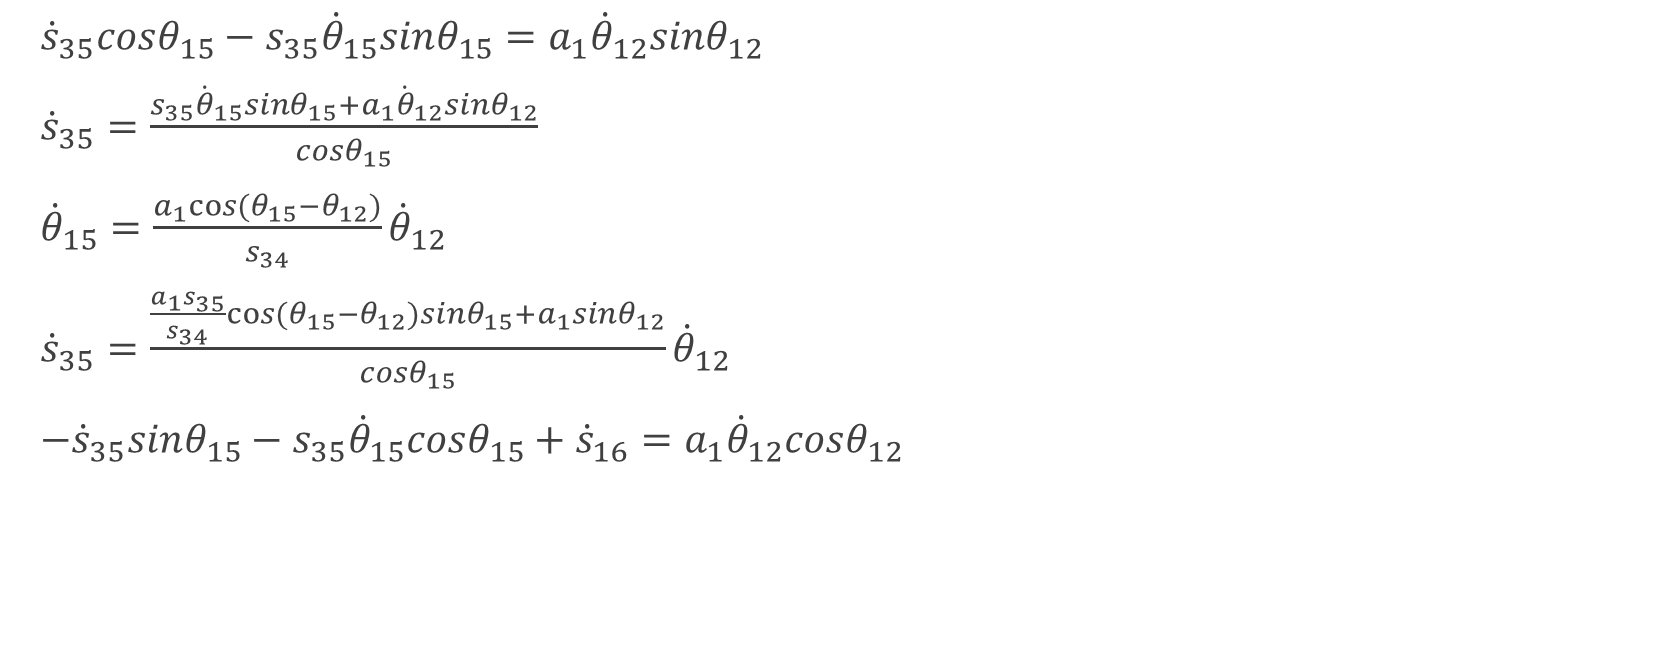 ṡ₃₅cosθ₁₅ − s₃₅θ̇₁₅sinθ₁₅ = a₁θ̇₁₂sinθ₁₂
ṡ₃₅ = (s₃₅θ̇₁₅sinθ₁₅+a₁θ̇₁₂sinθ₁₂)/(cosθ₁₅)
θ̇₁₅ = (a₁cos(θ₁₅−θ₁₂))/(s₃₄) θ̇₁₂
ṡ₃₅ = ((a₁s₃₅)/(s₃₄)cos(θ₁₅−θ₁₂)sinθ₁₅+a₁sinθ₁₂)/(cosθ₁₅) θ̇₁₂
−ṡ₃₅sinθ₁₅ − s₃₅θ̇₁₅cosθ₁₅ + ṡ₁₆ = a₁θ̇₁₂cosθ₁₂